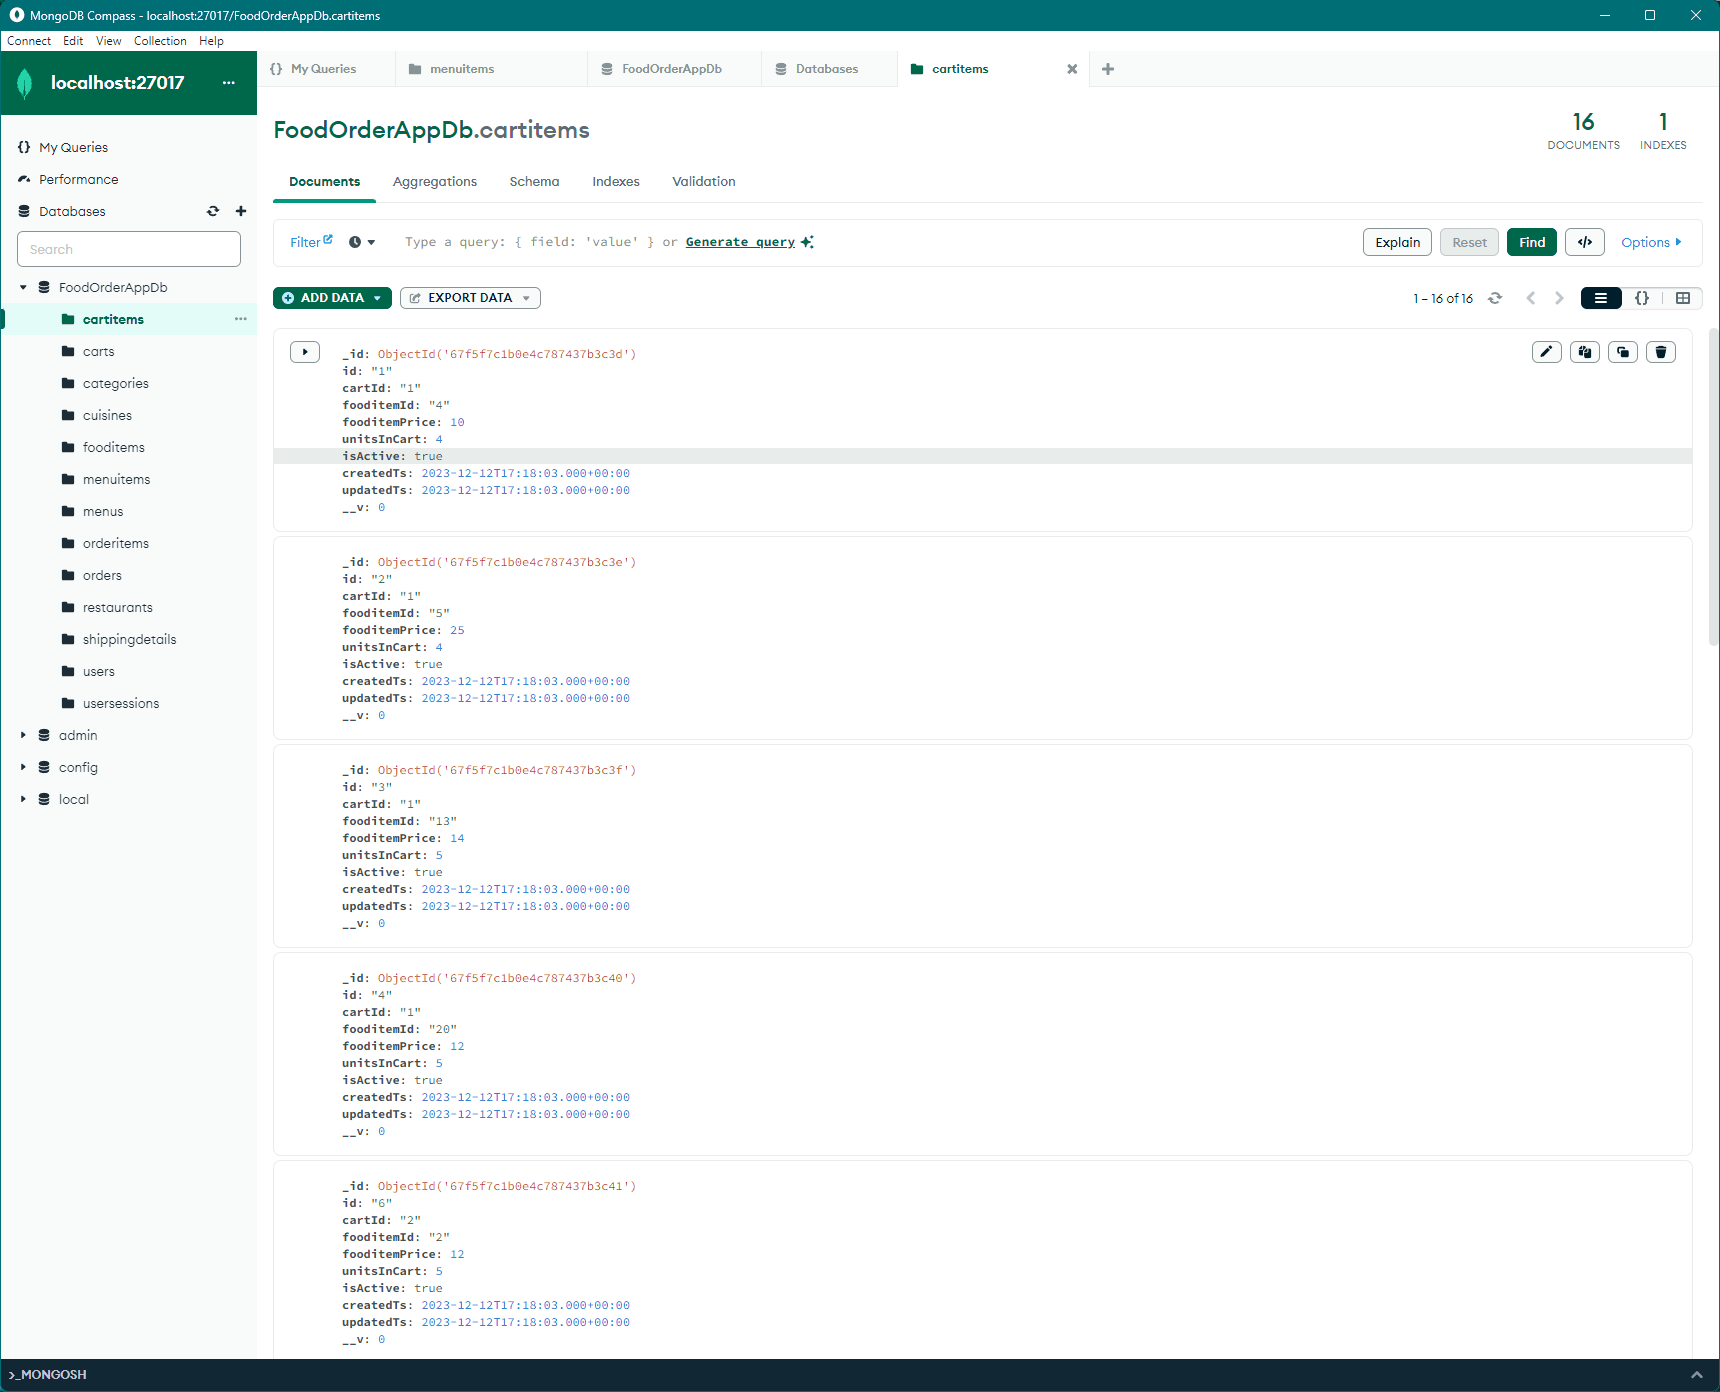 MongoDB Compass - localhost:27017/FoodOrderAppDb.cartitems
Connect Edit View Collection Help
localhost:27017
My Queries
menuitems
FoodOrderAppDb
Databases
cartitems
My Queries
Performance
Databases
Search
FoodOrderAppDb
cartitems
carts
categories
cuisines
fooditems
menuitems
menus
orderitems
orders
restaurants
shippingdetails
users
usersessions
admin
config
local
FoodOrderAppDb.cartitems
16
DOCUMENTS
1
INDEXES
Documents Aggregations Schema Indexes Validation
Filter Type a query: { field: 'value' } or Generate query Explain Reset Find </> Options
ADD DATA EXPORT DATA 1 – 16 of 16 {}
_id: ObjectId('67f5f7c1b0e4c787437b3c3d')
id: "1"
cartId: "1"
fooditemId: "4"
fooditemPrice: 10
unitsInCart: 4
isActive: true
createdTs: 2023-12-12T17:18:03.000+00:00
updatedTs: 2023-12-12T17:18:03.000+00:00
__v: 0
_id: ObjectId('67f5f7c1b0e4c787437b3c3e')
id: "2"
cartId: "1"
fooditemId: "5"
fooditemPrice: 25
unitsInCart: 4
isActive: true
createdTs: 2023-12-12T17:18:03.000+00:00
updatedTs: 2023-12-12T17:18:03.000+00:00
__v: 0
_id: ObjectId('67f5f7c1b0e4c787437b3c3f')
id: "3"
cartId: "1"
fooditemId: "13"
fooditemPrice: 14
unitsInCart: 5
isActive: true
createdTs: 2023-12-12T17:18:03.000+00:00
updatedTs: 2023-12-12T17:18:03.000+00:00
__v: 0
_id: ObjectId('67f5f7c1b0e4c787437b3c40')
id: "4"
cartId: "1"
fooditemId: "20"
fooditemPrice: 12
unitsInCart: 5
isActive: true
createdTs: 2023-12-12T17:18:03.000+00:00
updatedTs: 2023-12-12T17:18:03.000+00:00
__v: 0
_id: ObjectId('67f5f7c1b0e4c787437b3c41')
id: "6"
cartId: "2"
fooditemId: "2"
fooditemPrice: 12
unitsInCart: 5
isActive: true
createdTs: 2023-12-12T17:18:03.000+00:00
updatedTs: 2023-12-12T17:18:03.000+00:00
__v: 0
>_MONGOSH